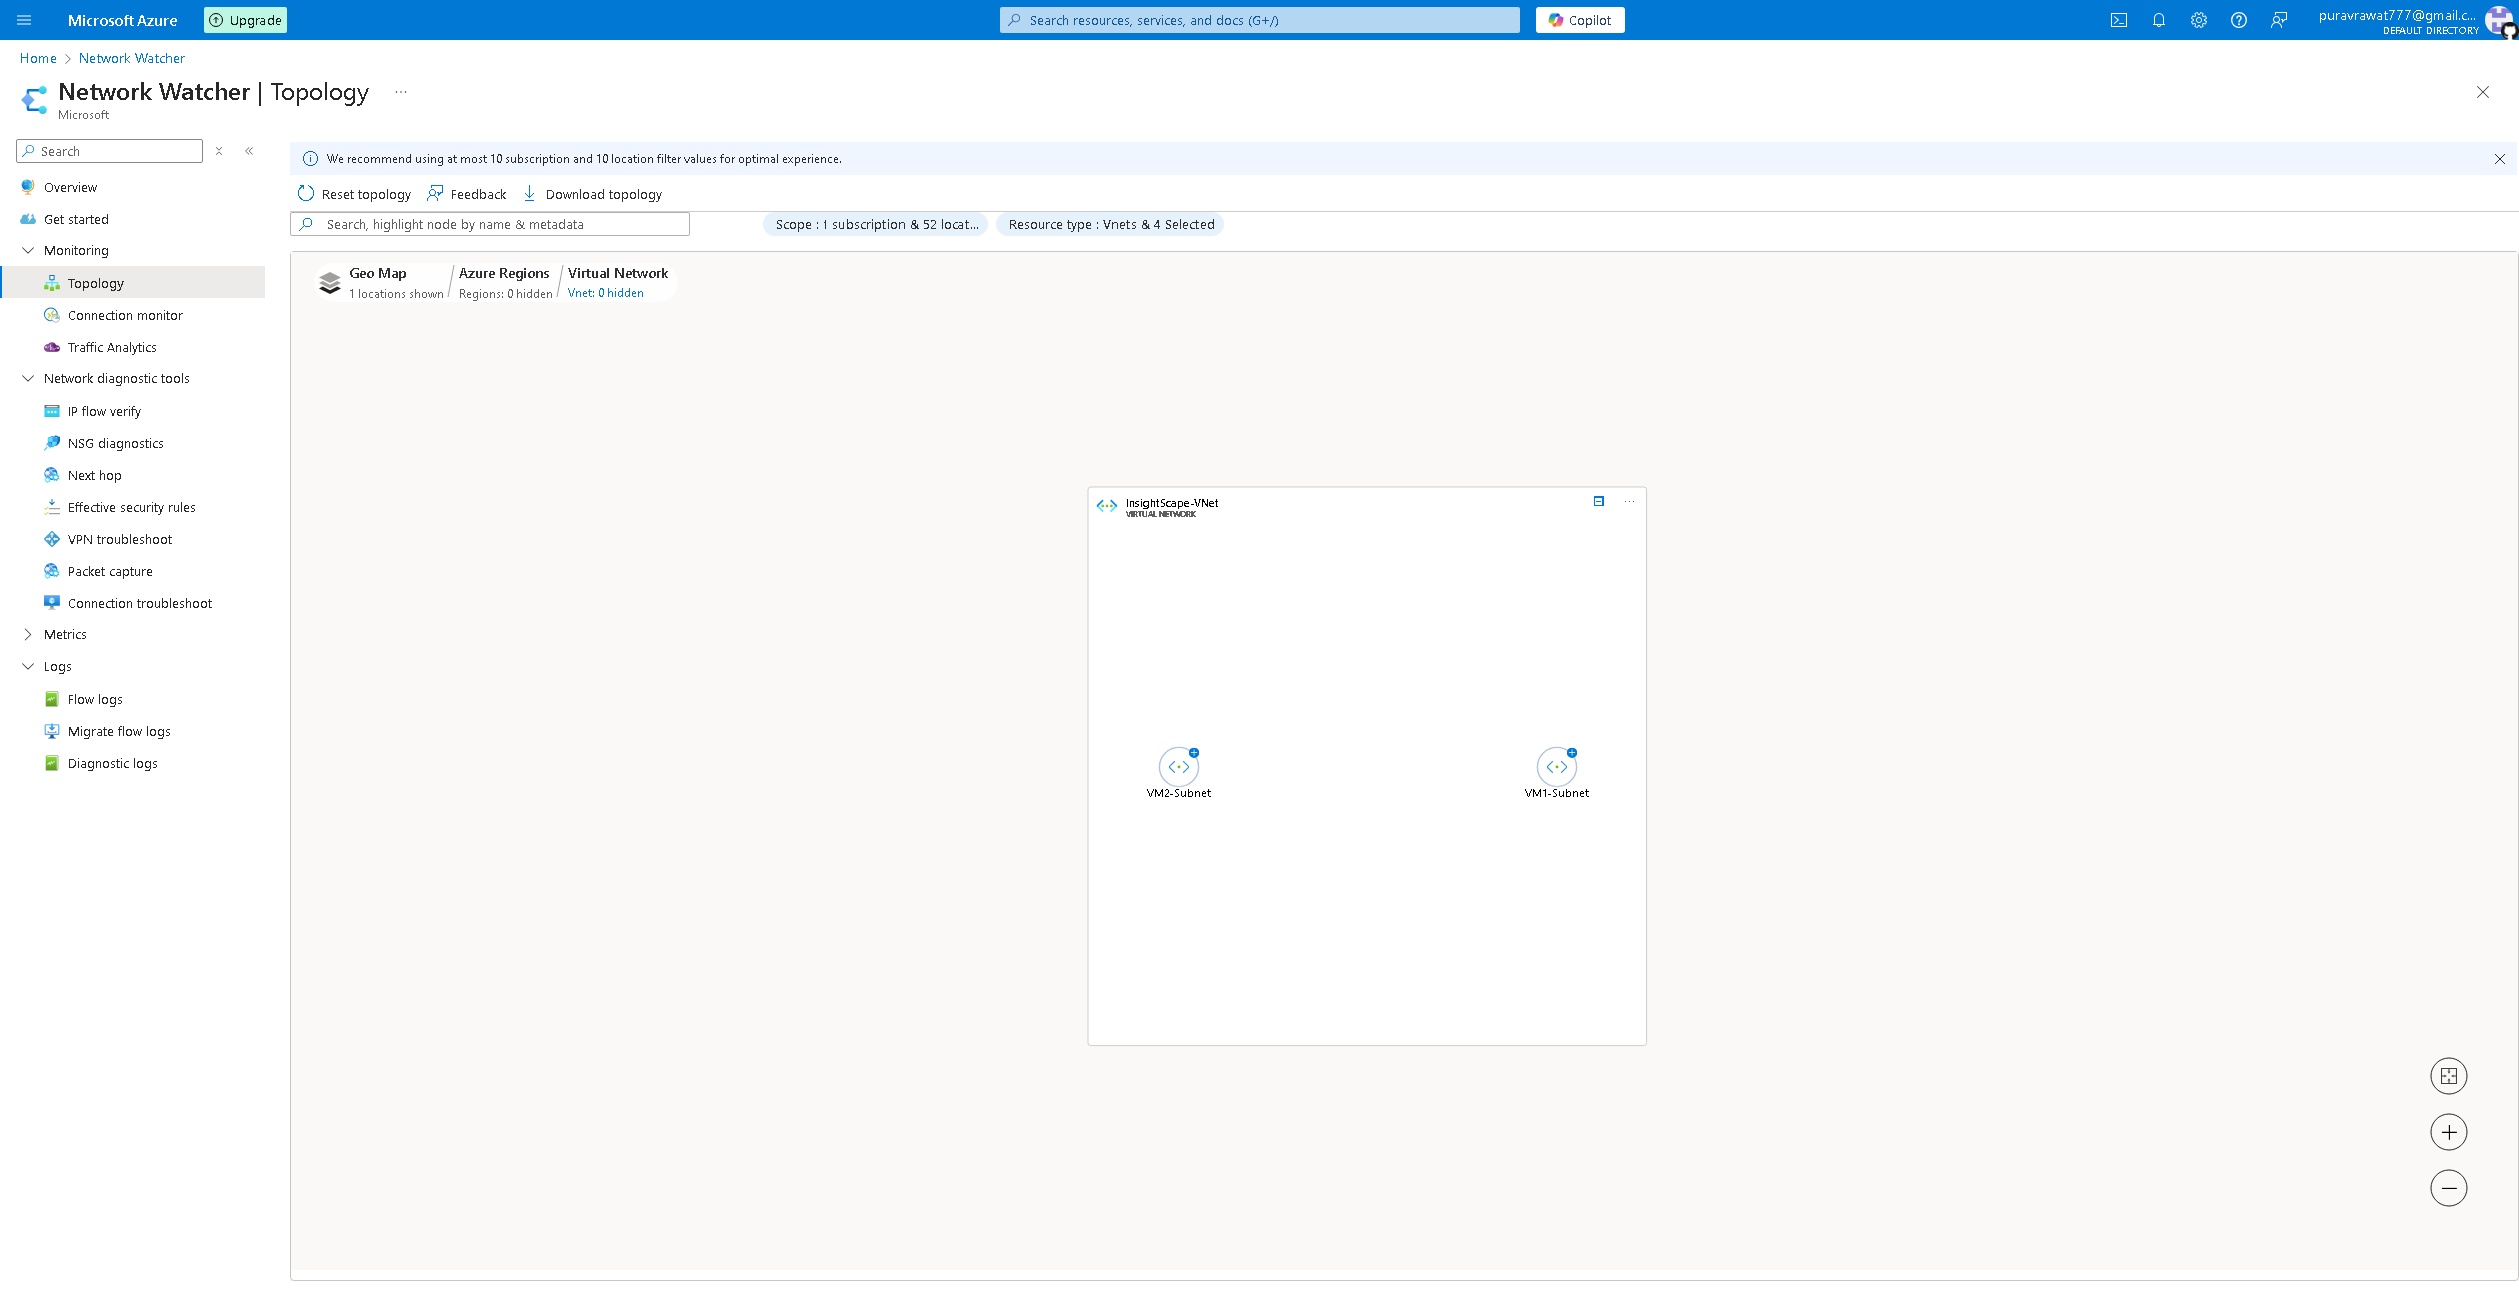 Microsoft Azure
Upgrade
Search resources, services, and docs (G+/)
Copilot
puravrawat777@gmail.c...
DEFAULT DIRECTORY
Home > Network Watcher
Network Watcher | Topology ...
Microsoft
Search
We recommend using at most 10 subscription and 10 location filter values for optimal experience.
Overview
Get started
Monitoring
Topology
Connection monitor
Traffic Analytics
Network diagnostic tools
IP flow verify
NSG diagnostics
Next hop
Effective security rules
VPN troubleshoot
Packet capture
Connection troubleshoot
Metrics
Logs
Flow logs
Migrate flow logs
Diagnostic logs
Reset topology
Feedback
Download topology
Search, highlight node by name & metadata
Scope : 1 subscription & 52 locat...
Resource type : Vnets & 4 Selected
Geo Map
1 locations shown
Azure Regions
Regions: 0 hidden
Virtual Network
Vnet: 0 hidden
InsightScape-VNet
VIRTUAL NETWORK
VM2-Subnet
VM1-Subnet